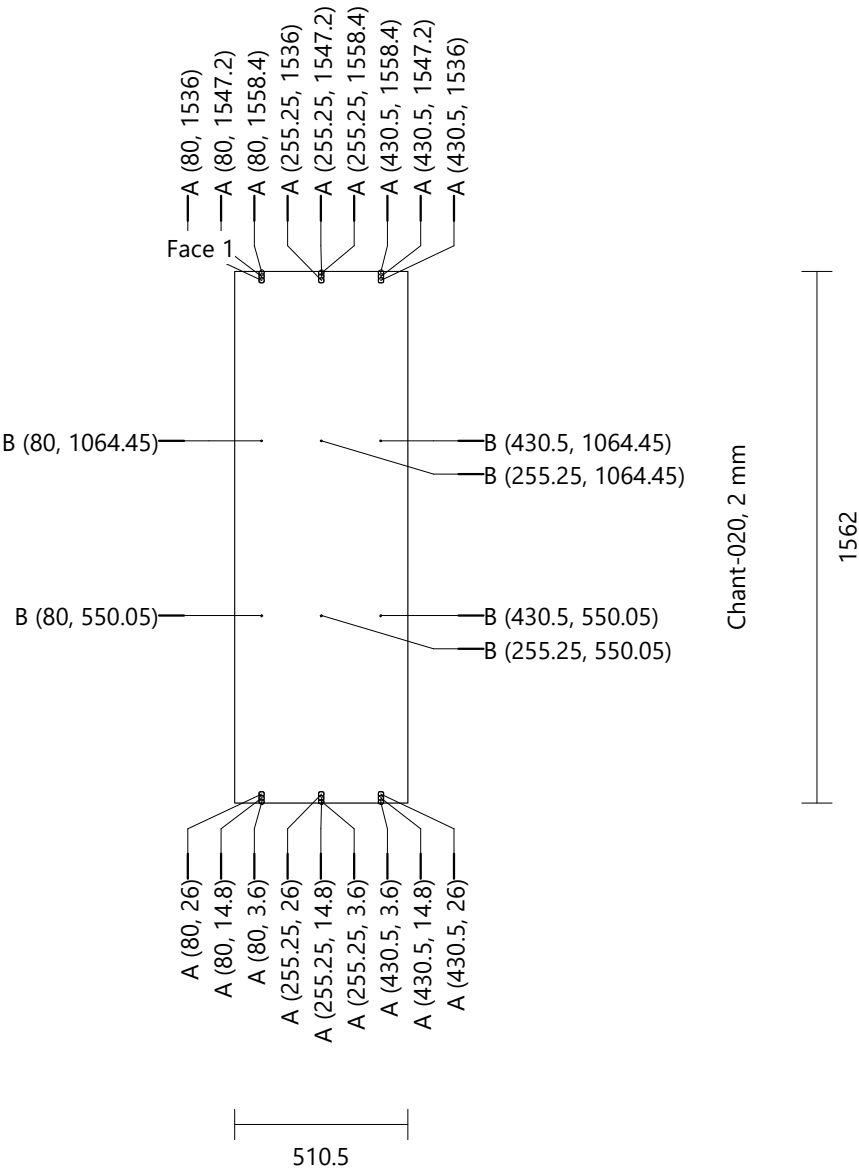 A (80, 1536)
A (80, 1547.2)
A (80, 1558.4)
A (255.25, 1536)
A (255.25, 1547.2)
A (255.25, 1558.4)
A (430.5, 1558.4)
A (430.5, 1547.2)
A (430.5, 1536)
Face 1
B (80, 1064.45)
B (430.5, 1064.45)
B (255.25, 1064.45)
Chant-020, 2 mm
1562
B (80, 550.05)
B (430.5, 550.05)
B (255.25, 550.05)
A (80, 26)
A (80, 14.8)
A (80, 3.6)
A (255.25, 26)
A (255.25, 14.8)
A (255.25, 3.6)
A (430.5, 3.6)
A (430.5, 14.8)
A (430.5, 26)
510.5